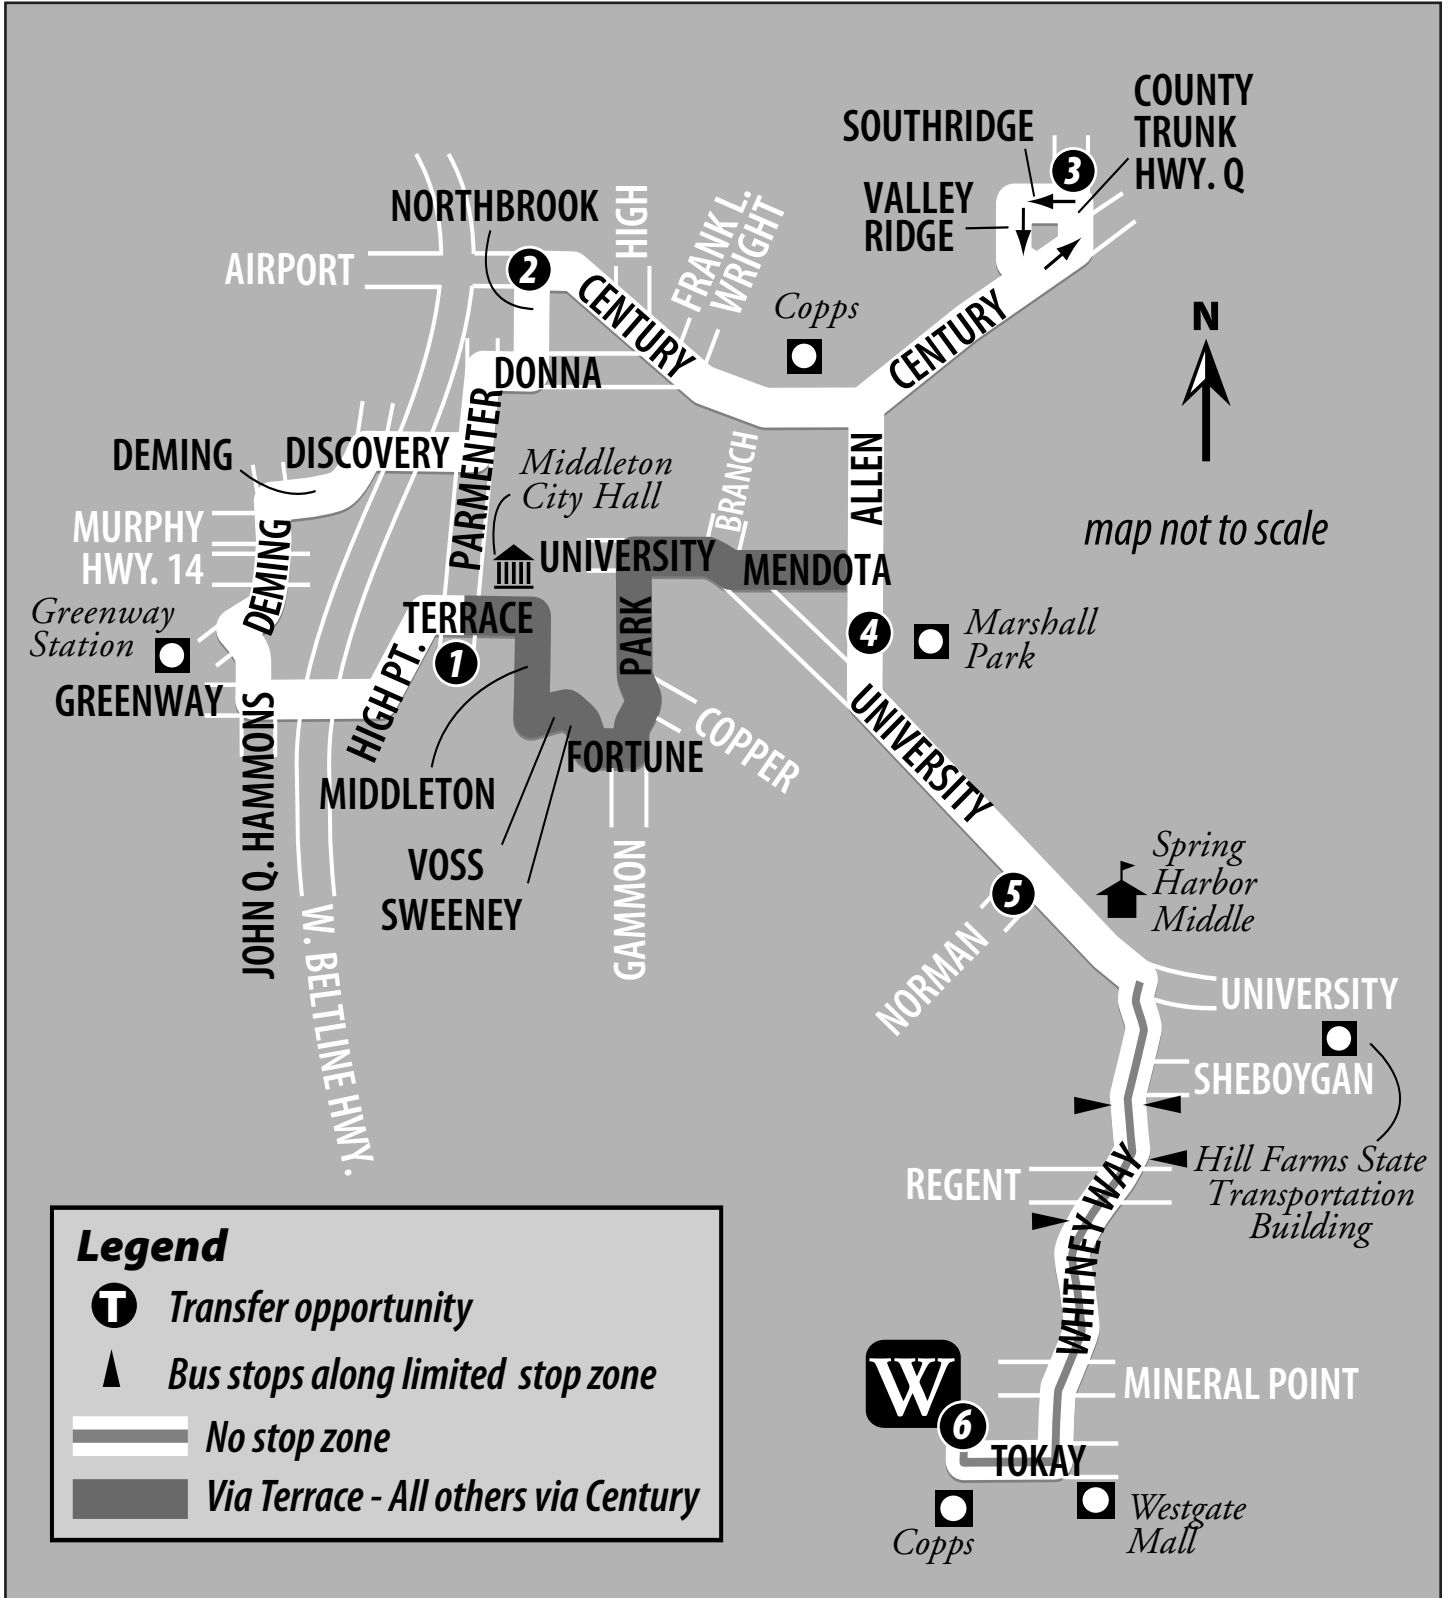 COUNTY
TRUNK
HWY. Q
SOUTHRIDGE
3
VALLEY
RIDGE
NORTHBROOK
HIGH
FRANK L.
WRIGHT
AIRPORT
2
CENTURY
Copps
CENTURY
N
DONNA
PARMENTER
DEMING
DISCOVERY
Middleton
City Hall
BRANCH
ALLEN
MURPHY
HWY. 14
DEMING
map not to scale
UNIVERSITY
MENDOTA
Greenway
Station
TERRACE
PARK
4
Marshall
Park
1
HIGH PT.
GREENWAY
UNIVERSITY
COPPER
FORTUNE
MIDDLETON
JOHN Q. HAMMONS
VOSS
SWEENEY
GAMMON
W. BELTLINE HWY.
5
Spring
Harbor
Middle
NORMAN
UNIVERSITY
SHEBOYGAN
Hill Farms State
Transportation
Building
REGENT
WHITNEY WAY
MINERAL POINT
W
6
TOKAY
Copps
Westgate
Mall
Legend
T Transfer opportunity
Bus stops along limited stop zone
No stop zone
Via Terrace - All others via Century